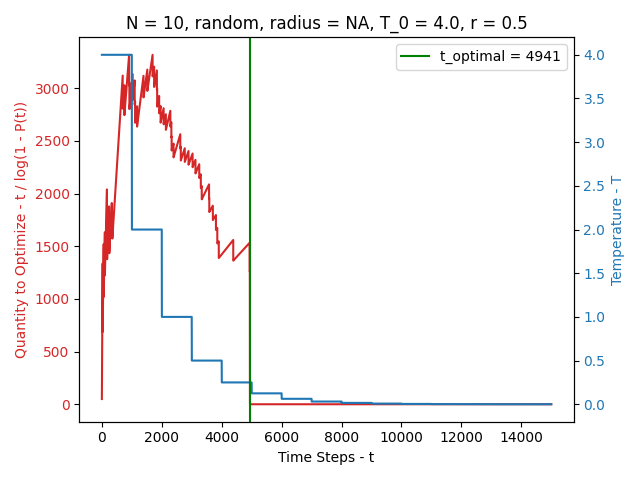 N = 10, random, radius = NA, T_0 = 4.0, r = 0.5
t_optimal = 4941
Quantity to Optimize - t / log(1 - P(t))
3000
2500
2000
1500
1000
500
0
4.0
3.5
3.0
2.5
2.0
1.5
1.0
0.5
0.0
Temperature - T
0 2000 4000 6000 8000 10000 12000 14000
Time Steps - t